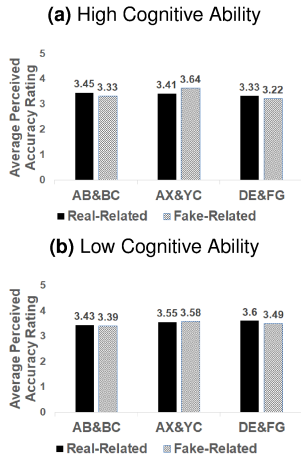 (a) High Cognitive Ability
Average Perceived
Accuracy Rating
5
4
3
2
1
0
3.45 3.33
3.41 3.64
3.33 3.22
AB&BC AX&YC DE&FG
Real-Related Fake-Related
(b) Low Cognitive Ability
Average Perceived
Accuracy Rating
5
4
3
2
1
0
3.43 3.39
3.55 3.58
3.6 3.49
AB&BC AX&YC DE&FG
Real-Related Fake-Related